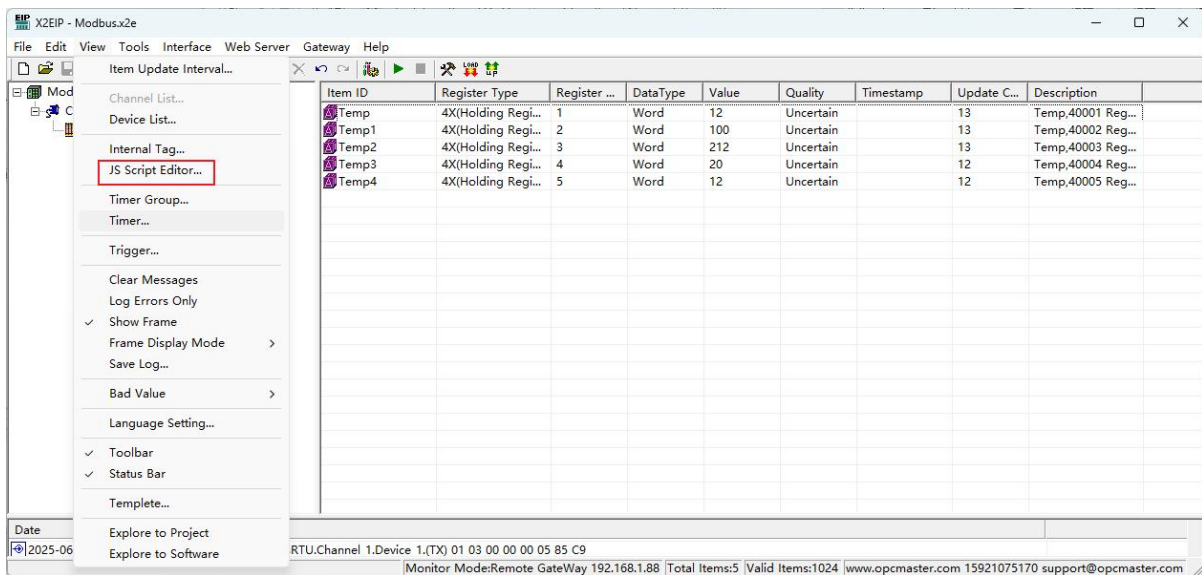 EIP X2EIP - Modbus.x2e
File Edit View Tools Interface Web Server Gateway Help
Item Update Interval...
Channel List...
Device List...
Internal Tag...
JS Script Editor...
Timer Group...
Timer...
Trigger...
Clear Messages
Log Errors Only
Show Frame
Frame Display Mode
Save Log...
Bad Value
Language Setting...
Toolbar
Status Bar
Templete...
Explore to Project
Explore to Software
LOAD UP
Mod
C
Item ID Register Type Register ... DataType Value Quality Timestamp Update C... Description
Temp 4X(Holding Regi... 1 Word 12 Uncertain 13 Temp,40001 Reg...
Temp1 4X(Holding Regi... 2 Word 100 Uncertain 13 Temp,40002 Reg...
Temp2 4X(Holding Regi... 3 Word 212 Uncertain 13 Temp,40003 Reg...
Temp3 4X(Holding Regi... 4 Word 20 Uncertain 12 Temp,40004 Reg...
Temp4 4X(Holding Regi... 5 Word 12 Uncertain 12 Temp,40005 Reg...
Date
2025-06 RTU.Channel 1.Device 1.(TX) 01 03 00 00 00 05 85 C9
Monitor Mode:Remote GateWay 192.168.1.88 Total Items:5 Valid Items:1024 www.opcmaster.com 15921075170 support@opcmaster.com